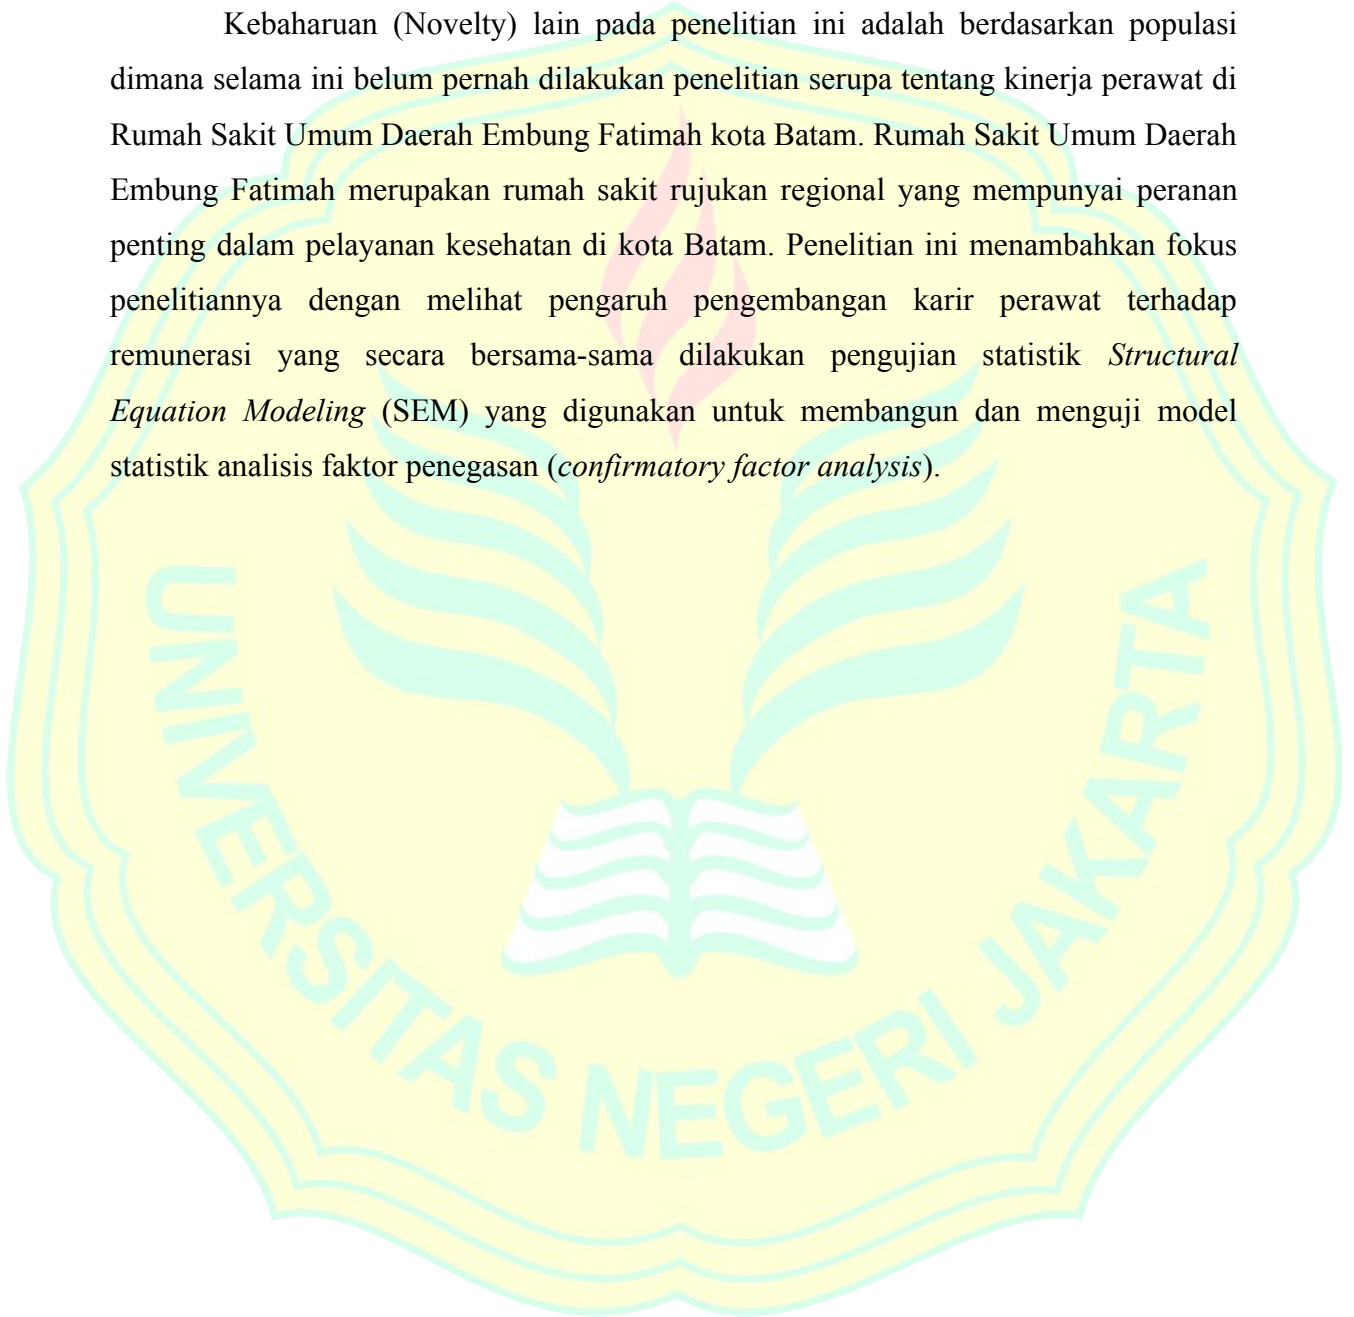 Kebaharuan (Novelty) lain pada penelitian ini adalah berdasarkan populasi
dimana selama ini belum pernah dilakukan penelitian serupa tentang kinerja perawat di
Rumah Sakit Umum Daerah Embung Fatimah kota Batam. Rumah Sakit Umum Daerah
Embung Fatimah merupakan rumah sakit rujukan regional yang mempunyai peranan
penting dalam pelayanan kesehatan di kota Batam. Penelitian ini menambahkan fokus
penelitiannya dengan melihat pengaruh pengembangan karir perawat terhadap
remunerasi yang secara bersama-sama dilakukan pengujian statistik Structural
Equation Modeling (SEM) yang digunakan untuk membangun dan menguji model
statistik analisis faktor penegasan (confirmatory factor analysis).
UNIVERSITAS NEGERI JAKARTA